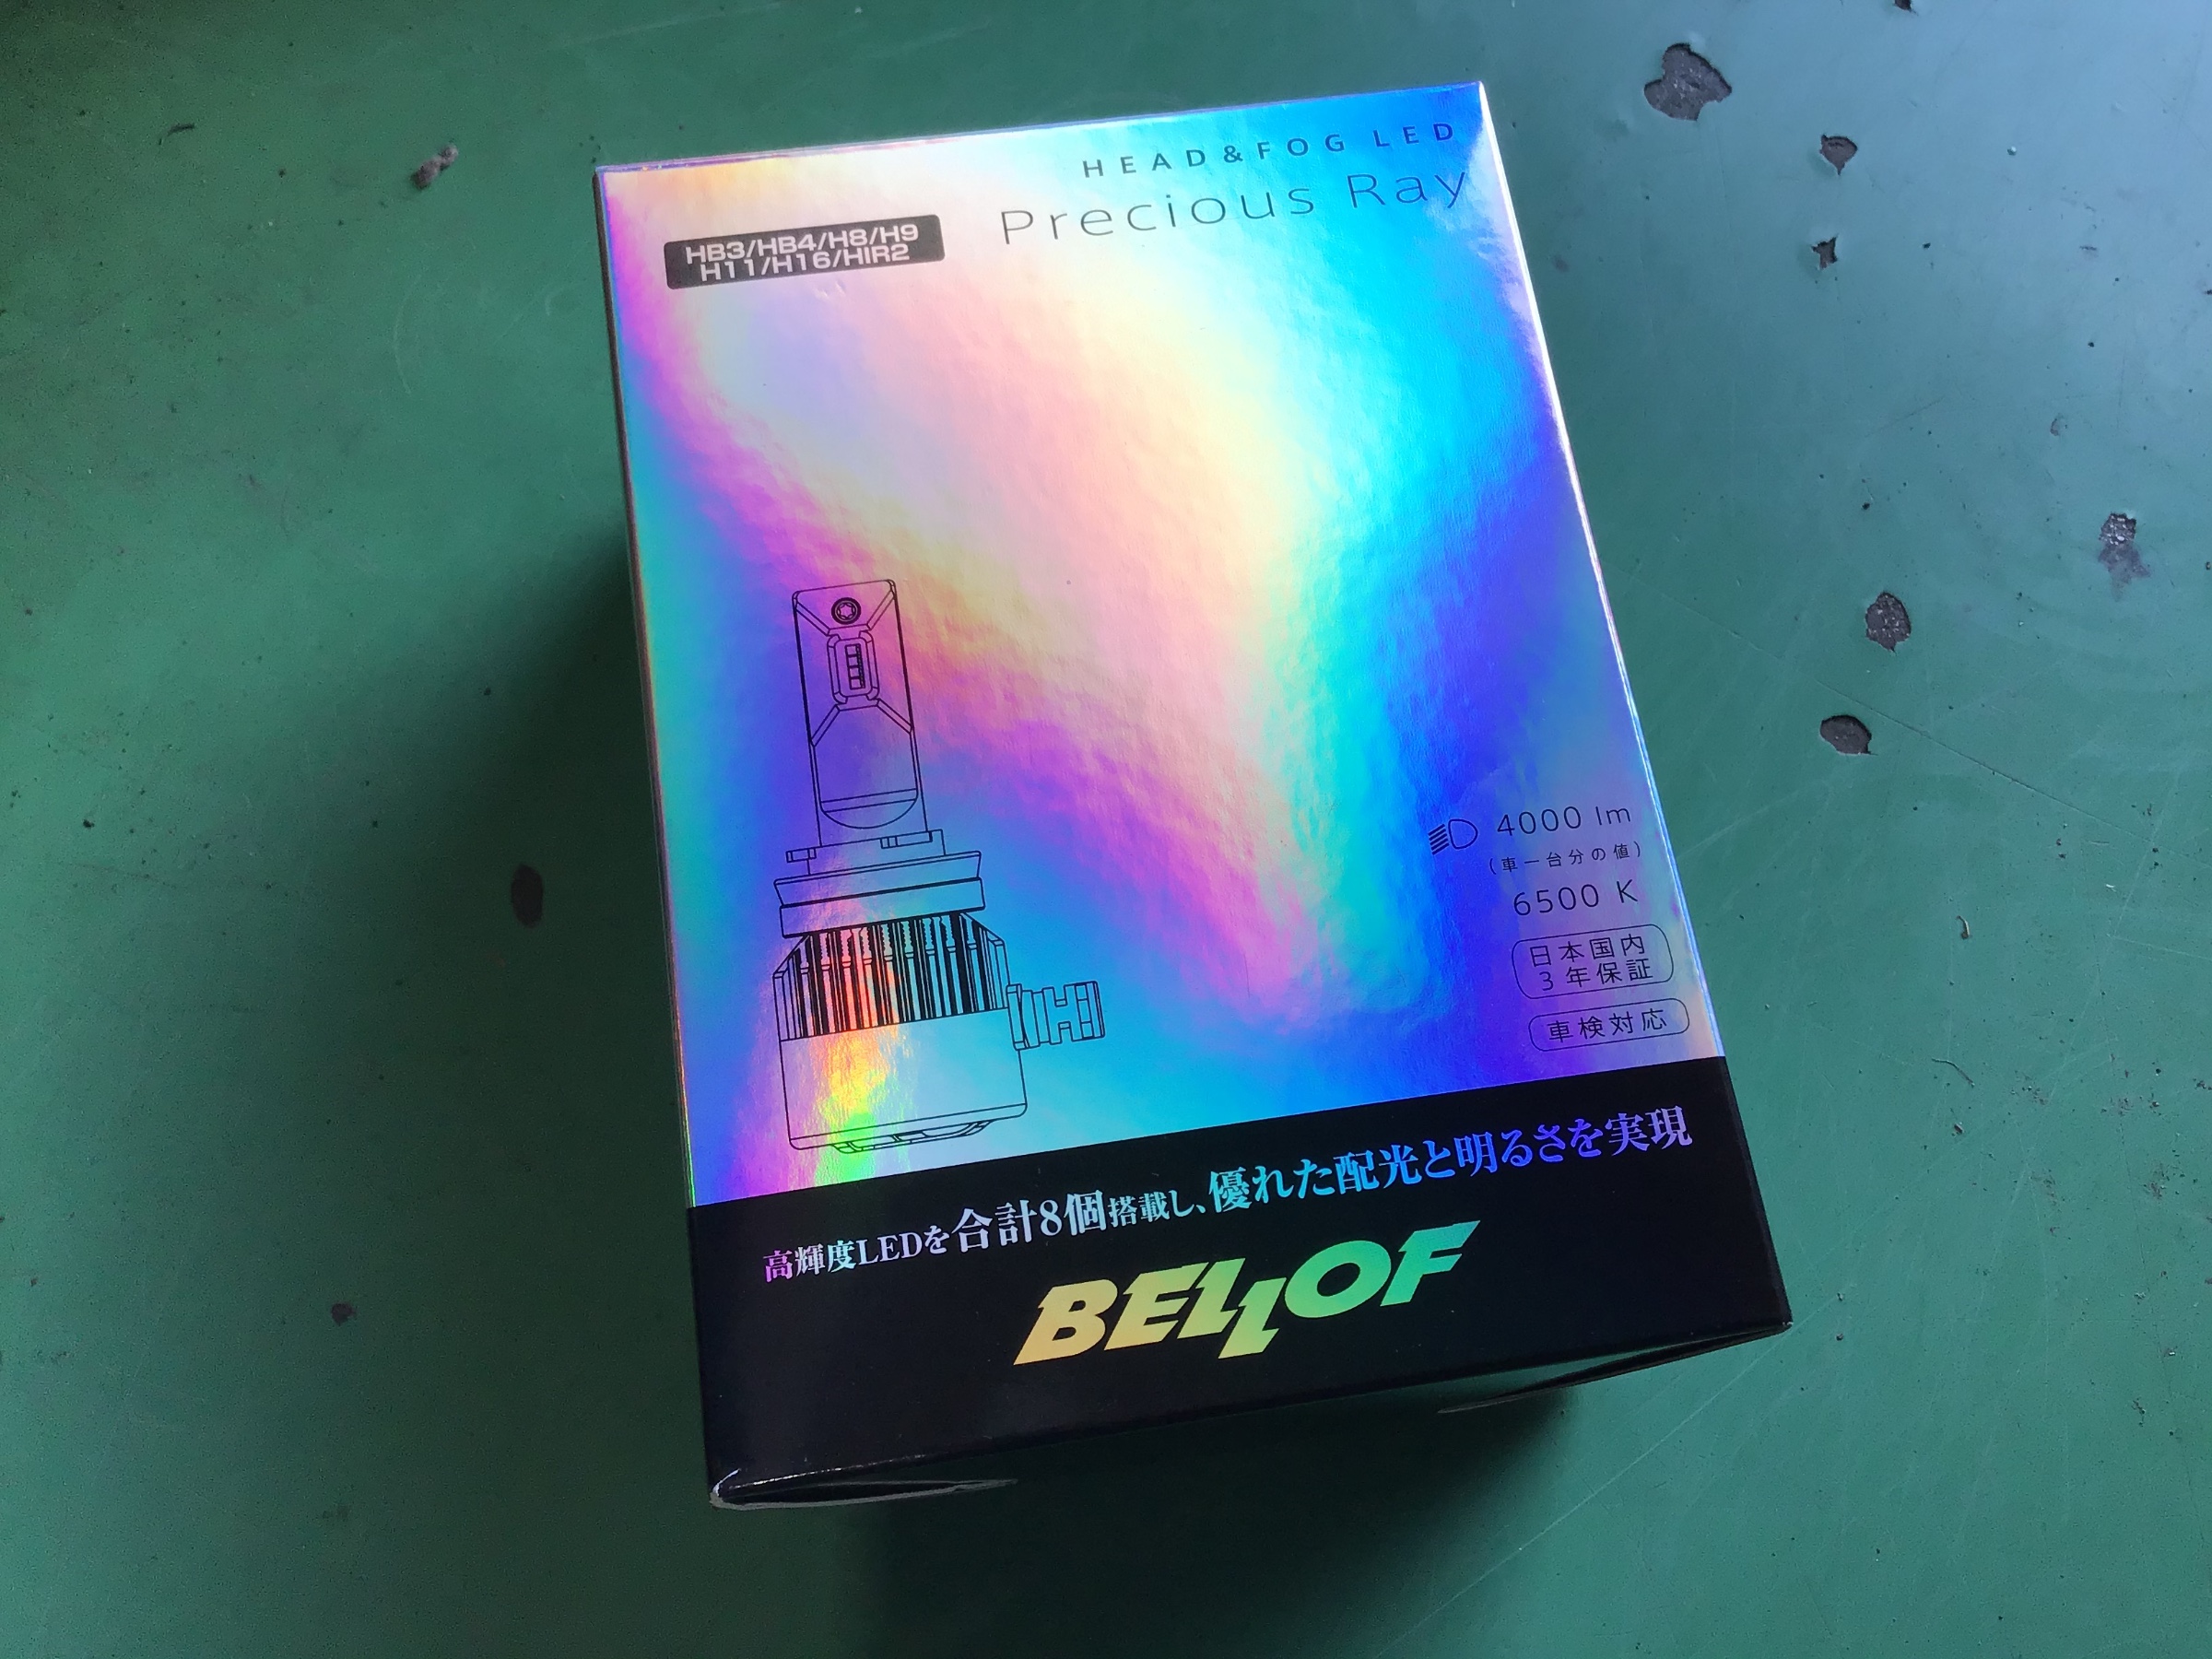 HEAD&FOG LED
Precious Ray
HB3/HB4/H8/H9
H11/H16/HIR2
4000 lm
(車一台分の値)
6500 K
日本国内
3年保証
車検対応
高輝度LEDを合計8個搭載し、優れた配光と明るさを実現
BELLOF